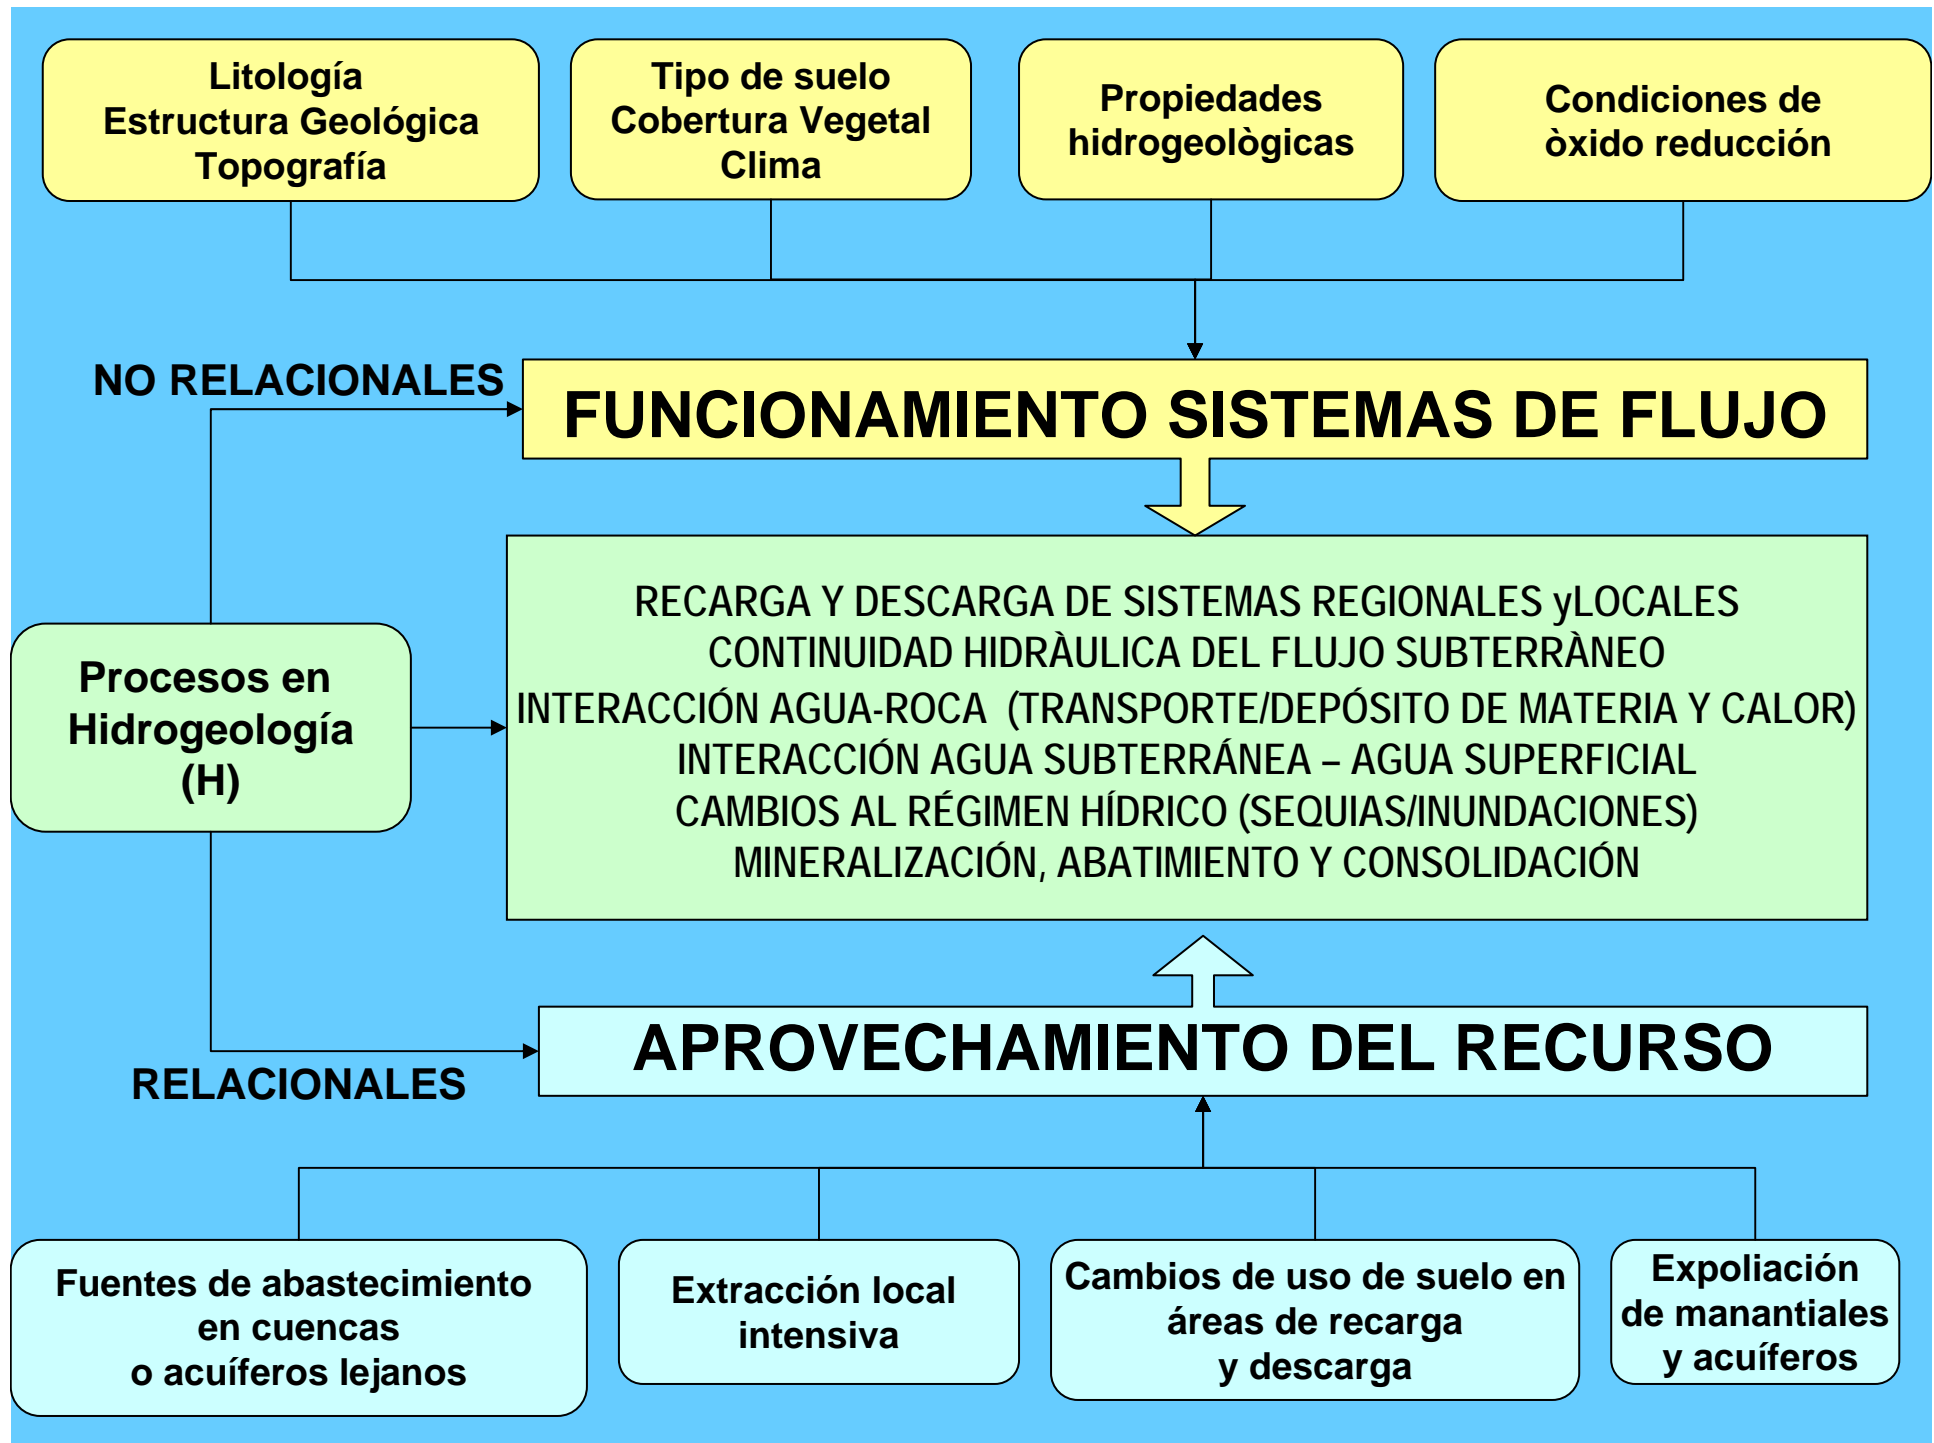 Litología
Estructura Geológica
Topografía
Tipo de suelo
Cobertura Vegetal
Clima
Propiedades
hidrogeològicas
Condiciones de
òxido reducción
NO RELACIONALES
FUNCIONAMIENTO SISTEMAS DE FLUJO
RECARGA Y DESCARGA DE SISTEMAS REGIONALES yLOCALES
CONTINUIDAD HIDRÀULICA DEL FLUJO SUBTERRÀNEO
INTERACCIÓN AGUA-ROCA (TRANSPORTE/DEPÓSITO DE MATERIA Y CALOR)
INTERACCIÓN AGUA SUBTERRÁNEA – AGUA SUPERFICIAL
CAMBIOS AL RÉGIMEN HÍDRICO (SEQUIAS/INUNDACIONES)
MINERALIZACIÓN, ABATIMIENTO Y CONSOLIDACIÓN
Procesos en
Hidrogeología
(H)
APROVECHAMIENTO DEL RECURSO
RELACIONALES
Fuentes de abastecimiento
en cuencas
o acuíferos lejanos
Extracción local
intensiva
Cambios de uso de suelo en
áreas de recarga
y descarga
Expoliación
de manantiales
y acuíferos